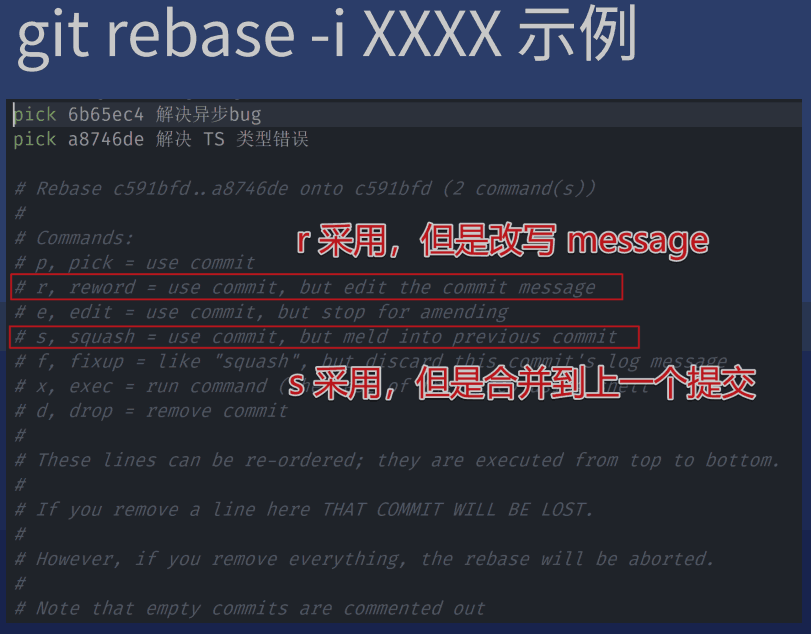 git rebase -i XXXX 示例
pick 6b65ec4 解决异步bug
pick a8746de 解决 TS 类型错误
# Rebase c591bfd..a8746de onto c591bfd (2 command(s))
#
# Commands:
r 采用，但是改写 message
# p, pick = use commit
# r, reword = use commit, but edit the commit message
# e, edit = use commit, but stop for amending
# s, squash = use commit, but meld into previous commit
# f, fixup = like "squash", but discard this commit's log message
# x, exec = run command (
s 采用，但是合并到上一个提交
# d, drop = remove commit
#
# These lines can be re-ordered; they are executed from top to bottom.
#
# If you remove a line here THAT COMMIT WILL BE LOST.
#
# However, if you remove everything, the rebase will be aborted.
#
# Note that empty commits are commented out